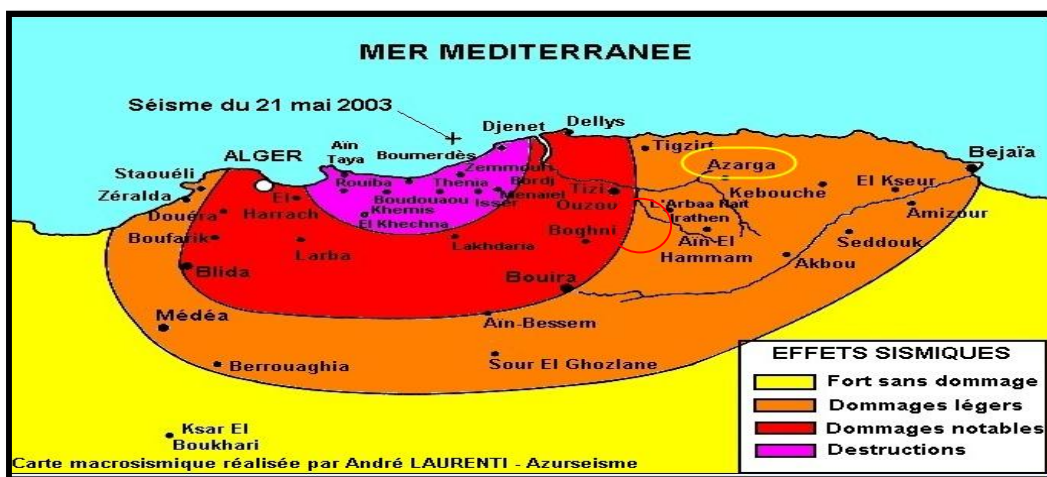 MER MEDITERRANEE
Séisme du 21 mai 2003
Djenet
Dellys
Aïn
Taya
Boumerdès
Tigzirt
ALGER
Zemmouri
Azarga
Bejaïa
Staouéli
Rouiba
Thenia
Bordj
Menaiel
Tizi
Ouzou
Kebouche
El Kseur
Zéralda
El
Harrach
Boudouaou
Isser
Arbaa Naït
Irathen
Amizour
Douéra
Khemis
El Khechna
Boufarik
Larba
Lakhdaria
Boghni
Aïn El
Hammam
Seddouk
Akbou
Blida
Bouira
Médéa
Aïn-Bessem
Berrouaghia
Sour El Ghozlane
Ksar El
Boukhari
EFFETS SISMIQUES
Fort sans dommage
Dommages légers
Dommages notables
Destructions
Carte macrosismique réalisée par André LAURENTI - Azurseisme